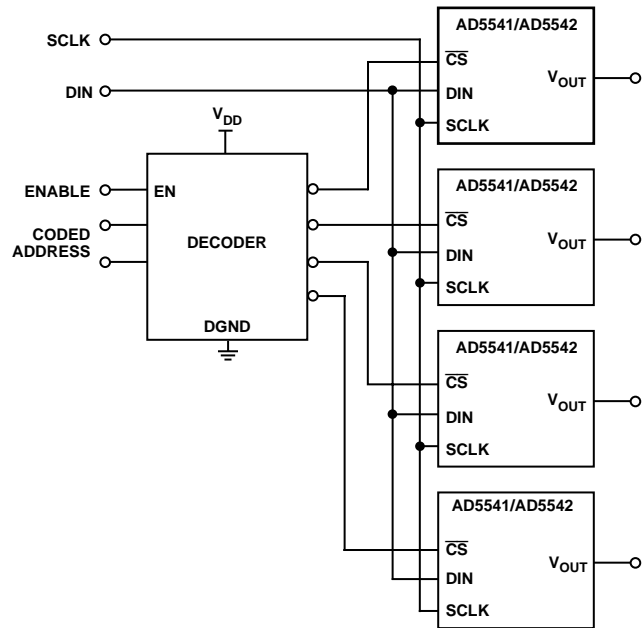 SCLK
DIN
V_DD
ENABLE
EN
CODED
ADDRESS
DECODER
DGND
AD5541/AD5542
CS
DIN
V_OUT
SCLK
AD5541/AD5542
CS
DIN
V_OUT
SCLK
AD5541/AD5542
CS
DIN
V_OUT
SCLK
AD5541/AD5542
CS
DIN
V_OUT
SCLK